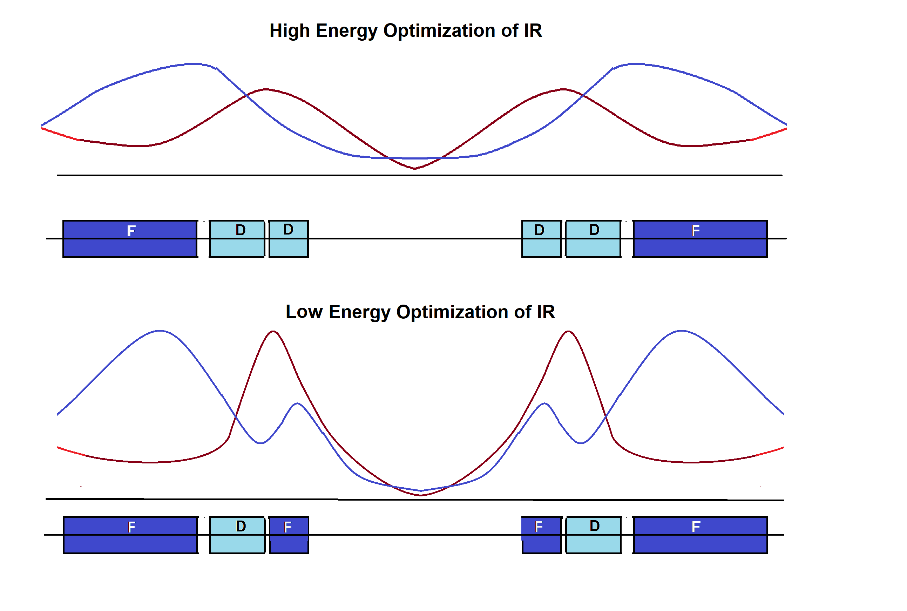 High Energy Optimization of IR
F D D D D F
Low Energy Optimization of IR
F D F F D F